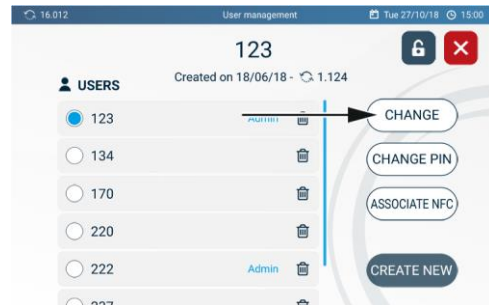 16.012 User management Tue 27/10/18 15:00
123
Created on 18/06/18 - 1.124
USERS
123 Admin
CHANGE
134
CHANGE PIN
170
ASSOCIATE NFC
220
222 Admin
CREATE NEW
227